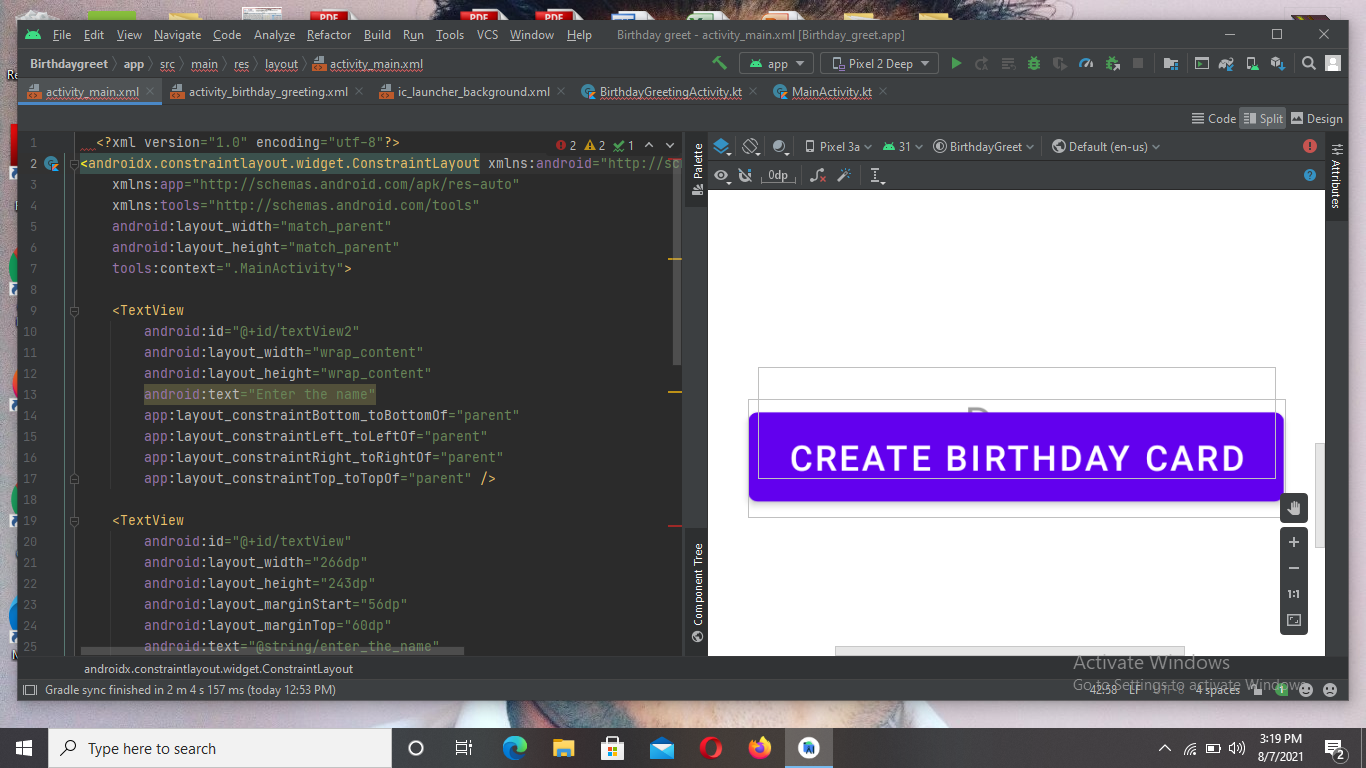 PDF PDF PDF
File Edit View Navigate Code Analyze Refactor Build Run Tools VCS Window Help Birthday greet - activity_main.xml [Birthday_greet.app]
Birthdaygreet app src main res layout activity_main.xml app Pixel 2 Deep
activity_main.xml activity_birthday_greeting.xml ic_launcher_background.xml BirthdayGreetingActivity.kt MainActivity.kt
Code Split Design
1 <?xml version="1.0" encoding="utf-8"?> 2 2 1
2 <androidx.constraintlayout.widget.ConstraintLayout xmlns:android="http://sc
3 xmlns:app="http://schemas.android.com/apk/res-auto"
4 xmlns:tools="http://schemas.android.com/tools"
5 android:layout_width="match_parent"
6 android:layout_height="match_parent"
7 tools:context=".MainActivity">
8
9 <TextView
10 android:id="@+id/textView2"
11 android:layout_width="wrap_content"
12 android:layout_height="wrap_content"
13 android:text="Enter the name"
14 app:layout_constraintBottom_toBottomOf="parent"
15 app:layout_constraintLeft_toLeftOf="parent"
16 app:layout_constraintRight_toRightOf="parent"
17 app:layout_constraintTop_toTopOf="parent" />
18
19 <TextView
20 android:id="@+id/textView"
21 android:layout_width="266dp"
22 android:layout_height="243dp"
23 android:layout_marginStart="56dp"
24 android:layout_marginTop="60dp"
25 android:text="@string/enter_the_name"
Palette
Component Tree
Pixel 3a 31 BirthdayGreet Default (en-us)
0dp
Attributes
CREATE BIRTHDAY CARD
1:1
androidx.constraintlayout.widget.ConstraintLayout
Activate Windows
Go to Settings to activate Windows.
Gradle sync finished in 2 m 4 s 157 ms (today 12:53 PM) 42:58 LF UTF-8 4 spaces 1
Type here to search
3:19 PM
8/7/2021
2